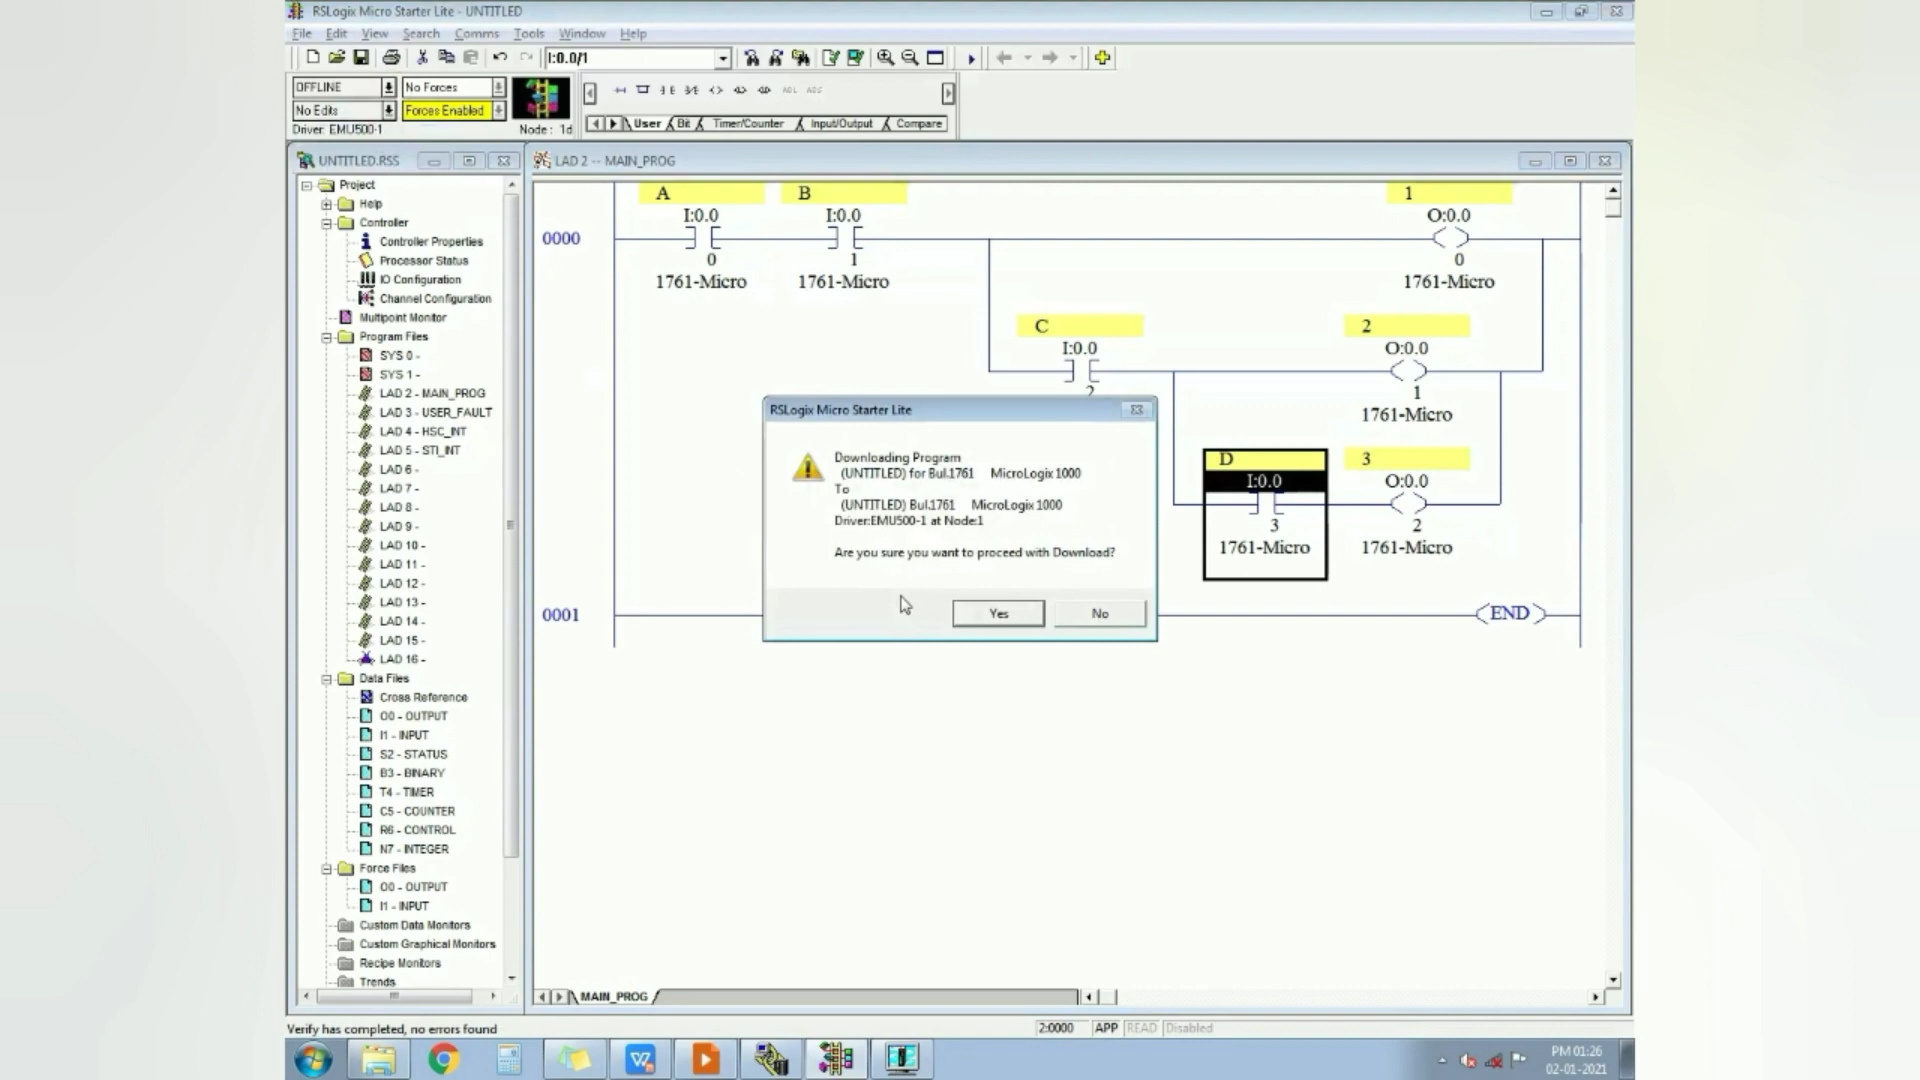 RSLogix Micro Starter Lite - UNTITLED
File Edit View Search Comms Tools Window Help
I:0.0/1
OFFLINE No Forces
No Edits Forces Enabled
Driver: EMU500-1 Node : 1d
User Bit Timer/Counter Input/Output Compare
UNTITLED.RSS
Project
Help
Controller
Controller Properties
Processor Status
IO Configuration
Channel Configuration
Multipoint Monitor
Program Files
SYS 0 -
SYS 1 -
LAD 2 - MAIN_PROG
LAD 3 - USER_FAULT
LAD 4 - HSC_INT
LAD 5 - STI_INT
LAD 6 -
LAD 7 -
LAD 8 -
LAD 9 -
LAD 10 -
LAD 11 -
LAD 12 -
LAD 13 -
LAD 14 -
LAD 15 -
LAD 16 -
Data Files
Cross Reference
O0 - OUTPUT
I1 - INPUT
S2 - STATUS
B3 - BINARY
T4 - TIMER
C5 - COUNTER
R6 - CONTROL
N7 - INTEGER
Force Files
O0 - OUTPUT
I1 - INPUT
Custom Data Monitors
Custom Graphical Monitors
Recipe Monitors
Trends
LAD 2 -- MAIN_PROG
A B 1
I:0.0 I:0.0 O:0.0
0000
0 1 0
1761-Micro 1761-Micro 1761-Micro
C 2
I:0.0 O:0.0
2 1
1761-Micro
D 3
I:0.0 O:0.0
3 2
1761-Micro 1761-Micro
0001 END
RSLogix Micro Starter Lite
Downloading Program
(UNTITLED) for Bul.1761 MicroLogix 1000
To
(UNTITLED) Bul.1761 MicroLogix 1000
Driver:EMU500-1 at Node:1
Are you sure you want to proceed with Download?
Yes No
MAIN_PROG
Verify has completed, no errors found
2:0000 APP READ Disabled
PM 01:26
02-01-2021